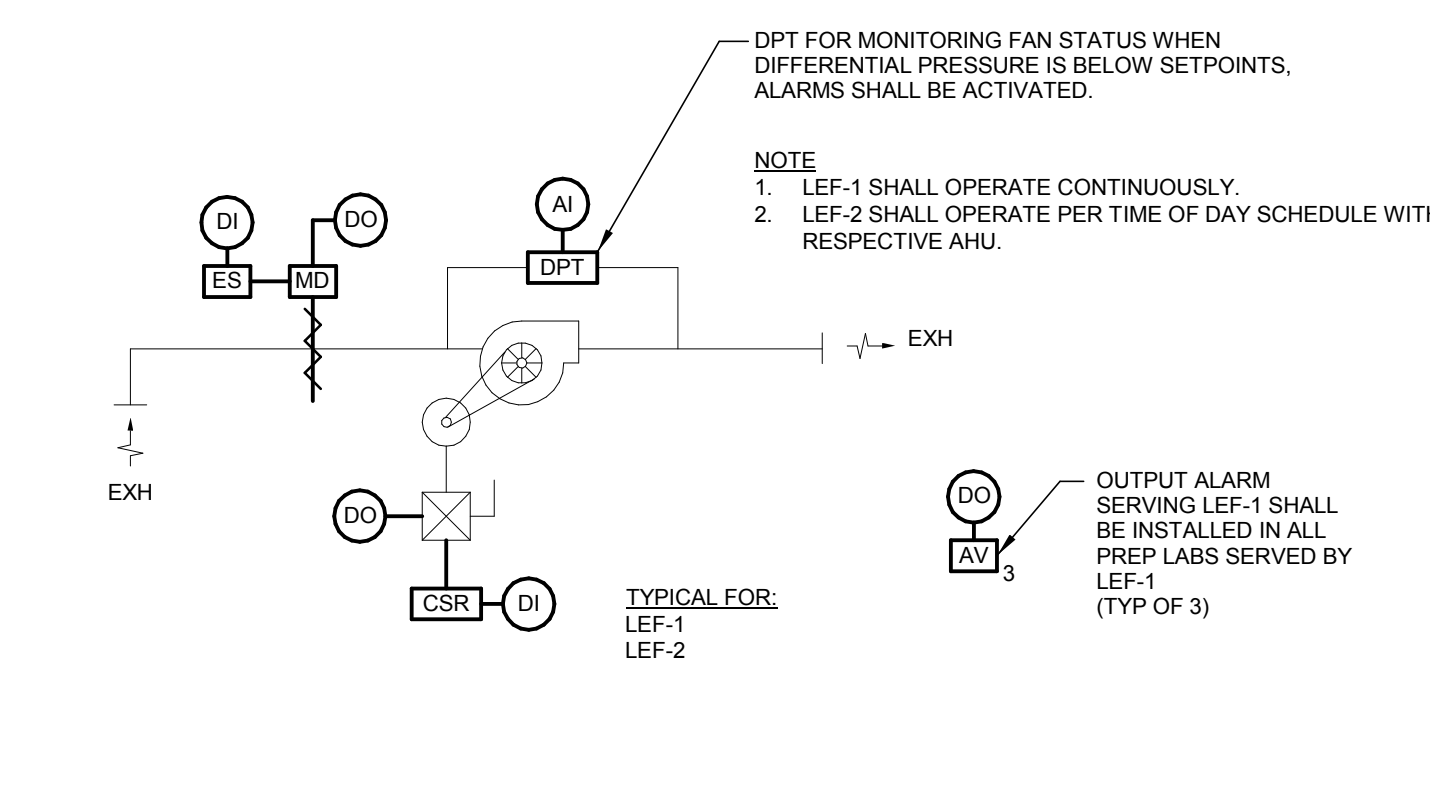 DPT FOR MONITORING FAN STATUS WHEN
DIFFERENTIAL PRESSURE IS BELOW SETPOINTS,
ALARMS SHALL BE ACTIVATED.
NOTE
1. LEF-1 SHALL OPERATE CONTINUOUSLY.
2. LEF-2 SHALL OPERATE PER TIME OF DAY SCHEDULE WITH
RESPECTIVE AHU.
DI
DO
AI
ES
MD
DPT
EXH
EXH
DO
CSR
DI
TYPICAL FOR:
LEF-1
LEF-2
DO
AV
3
OUTPUT ALARM
SERVING LEF-1 SHALL
BE INSTALLED IN ALL
PREP LABS SERVED BY
LEF-1
(TYP OF 3)